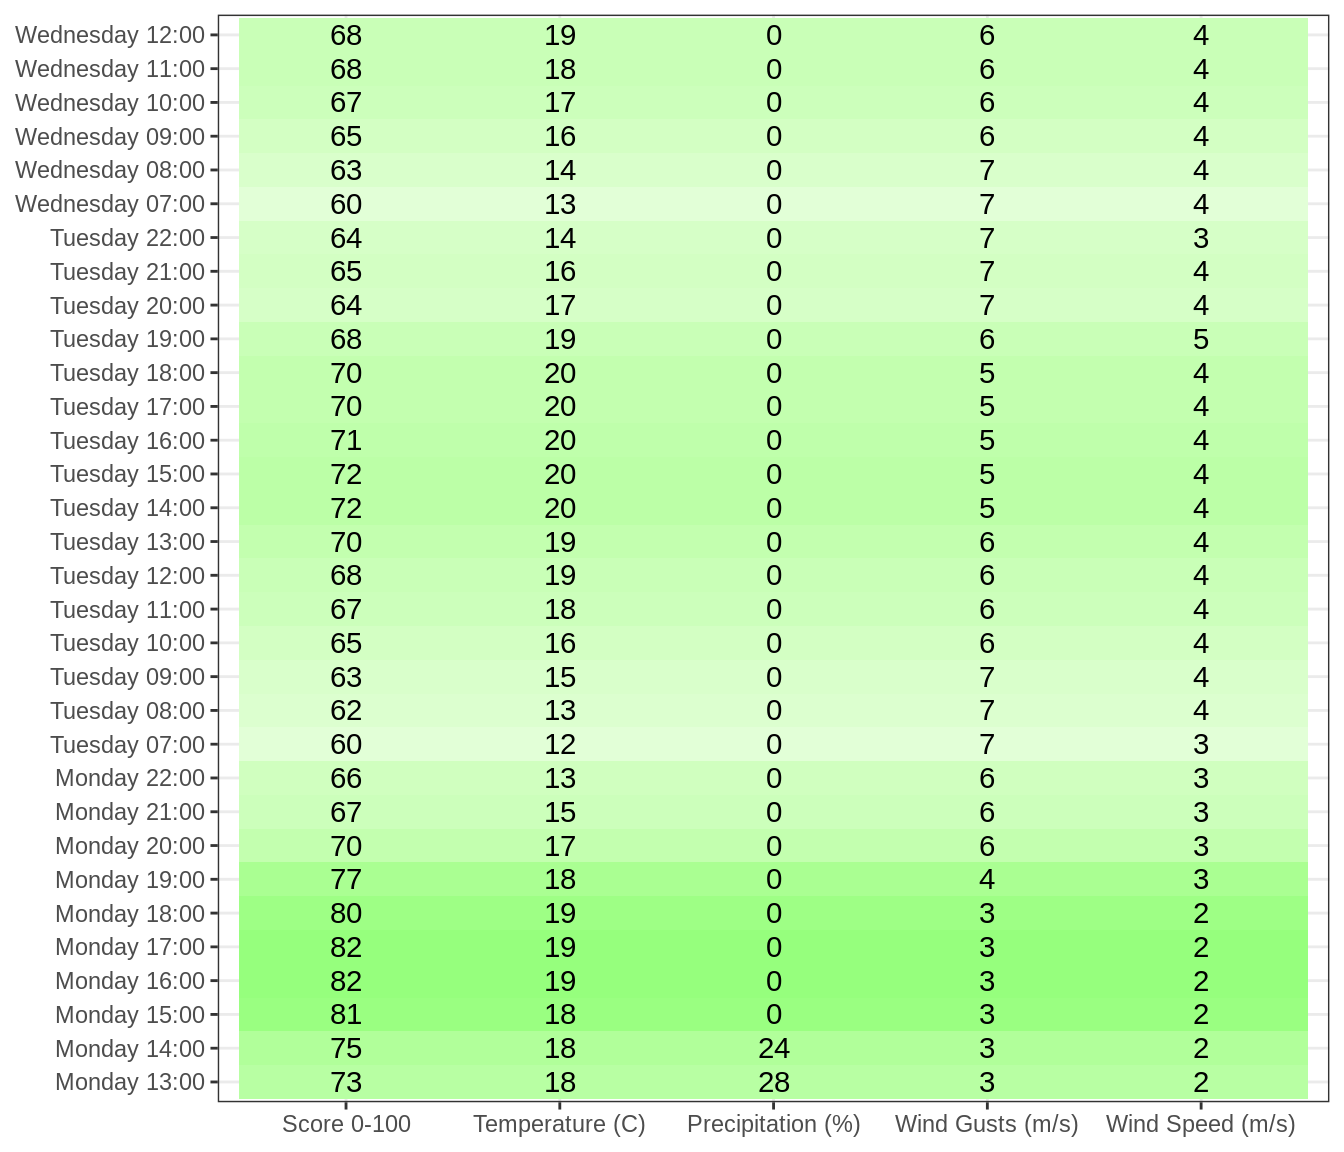 Wednesday 12:00 68 19 0 6 4
Wednesday 11:00 68 18 0 6 4
Wednesday 10:00 67 17 0 6 4
Wednesday 09:00 65 16 0 6 4
Wednesday 08:00 63 14 0 7 4
Wednesday 07:00 60 13 0 7 4
Tuesday 22:00 64 14 0 7 3
Tuesday 21:00 65 16 0 7 4
Tuesday 20:00 64 17 0 7 4
Tuesday 19:00 68 19 0 6 5
Tuesday 18:00 70 20 0 5 4
Tuesday 17:00 70 20 0 5 4
Tuesday 16:00 71 20 0 5 4
Tuesday 15:00 72 20 0 5 4
Tuesday 14:00 72 20 0 5 4
Tuesday 13:00 70 19 0 6 4
Tuesday 12:00 68 19 0 6 4
Tuesday 11:00 67 18 0 6 4
Tuesday 10:00 65 16 0 6 4
Tuesday 09:00 63 15 0 7 4
Tuesday 08:00 62 13 0 7 4
Tuesday 07:00 60 12 0 7 3
Monday 22:00 66 13 0 6 3
Monday 21:00 67 15 0 6 3
Monday 20:00 70 17 0 6 3
Monday 19:00 77 18 0 4 3
Monday 18:00 80 19 0 3 2
Monday 17:00 82 19 0 3 2
Monday 16:00 82 19 0 3 2
Monday 15:00 81 18 0 3 2
Monday 14:00 75 18 24 3 2
Monday 13:00 73 18 28 3 2
Score 0-100 Temperature (C) Precipitation (%) Wind Gusts (m/s) Wind Speed (m/s)